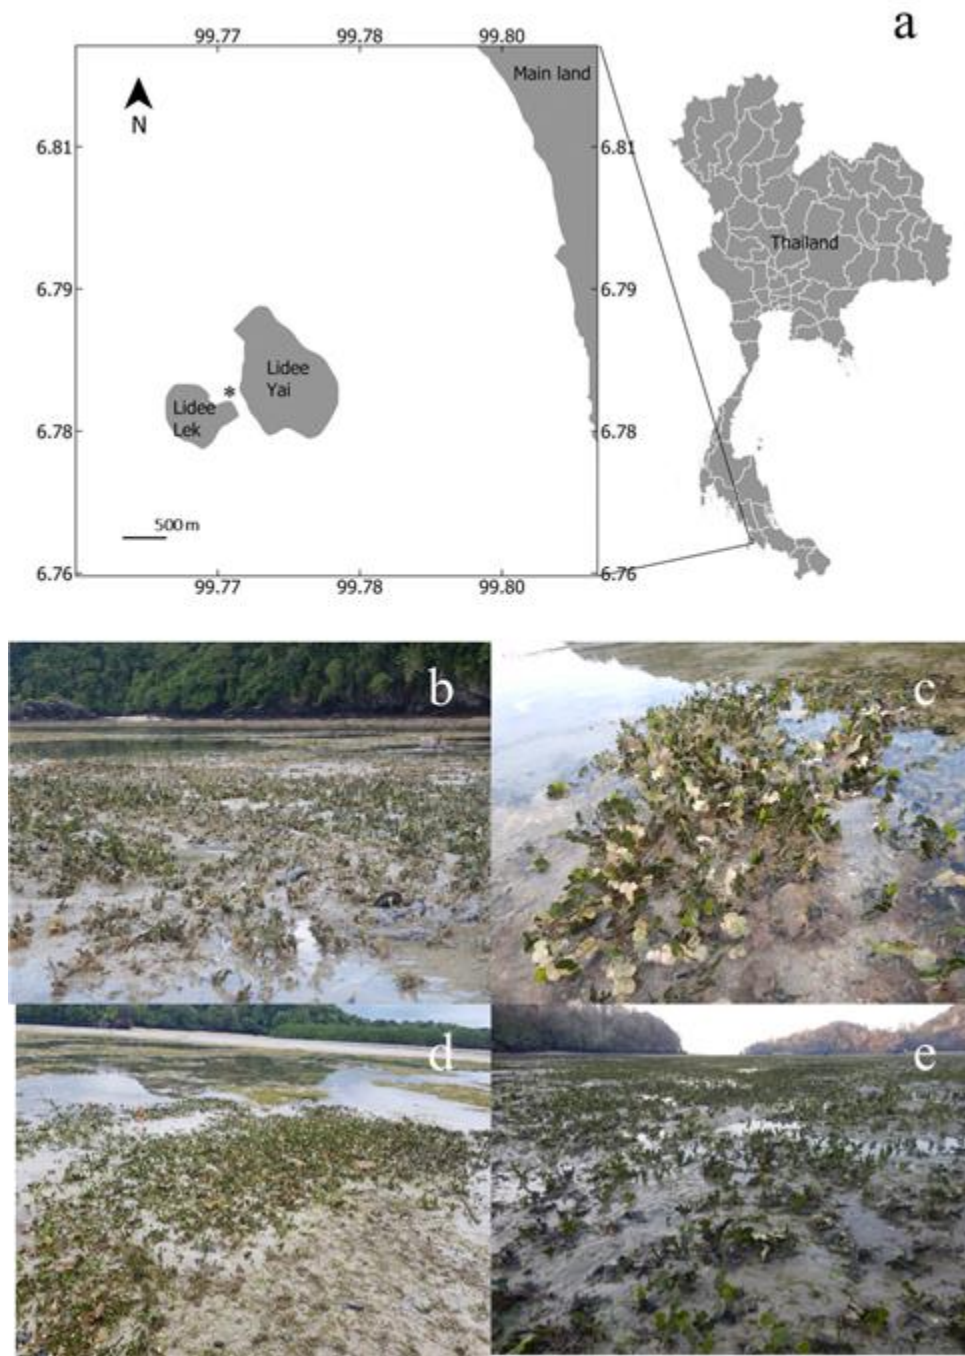 a
99.77 99.78 99.80
Main land
N
6.81 6.81
Thailand
6.79 6.79
Lidee
Yai
*
Lidee
Lek
6.78 6.78
500 m
6.76 6.76
99.77 99.78 99.80
b c
d e